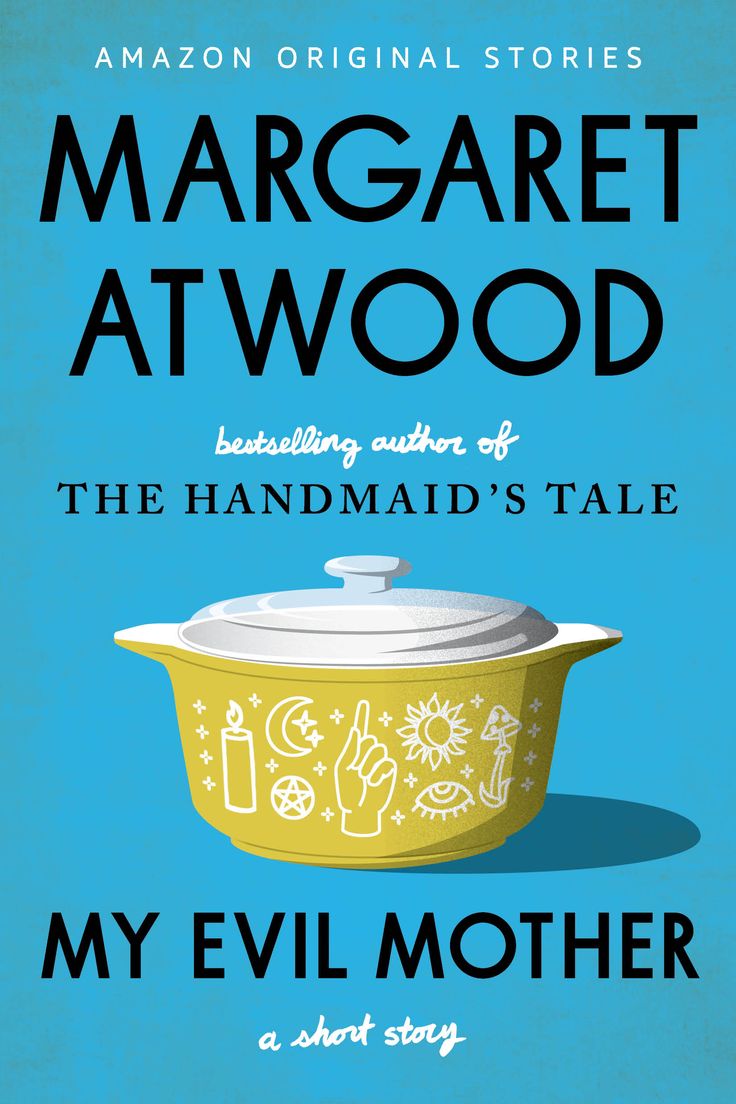 AMAZON ORIGINAL STORIES
MARGARET
ATWOOD
bestselling author of
THE HANDMAID'S TALE
MY EVIL MOTHER
a short story